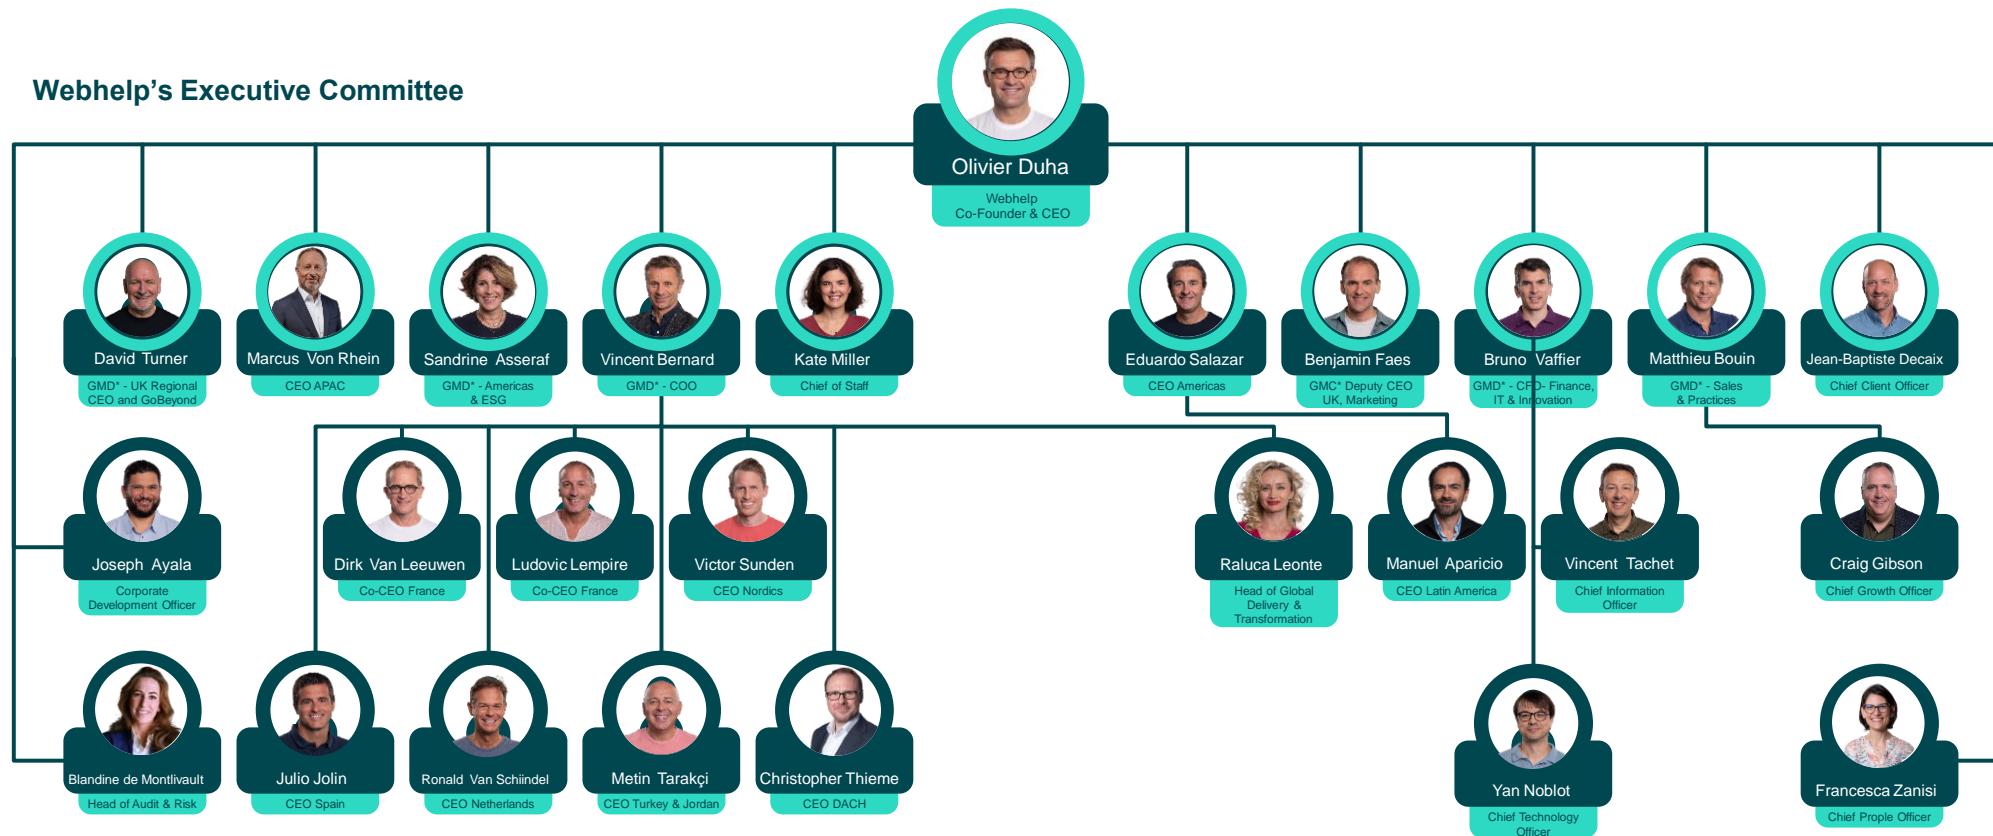 Webhelp's Executive Committee
Olivier Duha
Webhelp
Co-Founder & CEO
David Turner
GMD* - UK Regional
CEO and GoBeyond
Marcus Von Rhein
CEO APAC
Sandrine Asseraf
GMD* - Americas
& ESG
Vincent Bernard
GMD* - COO
Kate Miller
Chief of Staff
Eduardo Salazar
CEO Americas
Benjamin Faes
GMC* Deputy CEO
UK, Marketing
Bruno Vaffier
GMD* - CFO- Finance,
IT & Innovation
Matthieu Bouin
GMD* - Sales
& Practices
Jean-Baptiste Decaix
Chief Client Officer
Joseph Ayala
Corporate
Development Officer
Dirk Van Leeuwen
Co-CEO France
Ludovic Lempire
Co-CEO France
Victor Sunden
CEO Nordics
Raluca Leonte
Head of Global
Delivery &
Transformation
Manuel Aparicio
CEO Latin America
Vincent Tachet
Chief Information
Officer
Craig Gibson
Chief Growth Officer
Blandine de Montlivault
Head of Audit & Risk
Julio Jolin
CEO Spain
Ronald Van Schijndel
CEO Netherlands
Metin Tarakçi
CEO Turkey & Jordan
Christopher Thieme
CEO DACH
Yan Noblot
Chief Technology
Officer
Francesca Zanisi
Chief Prople Officer